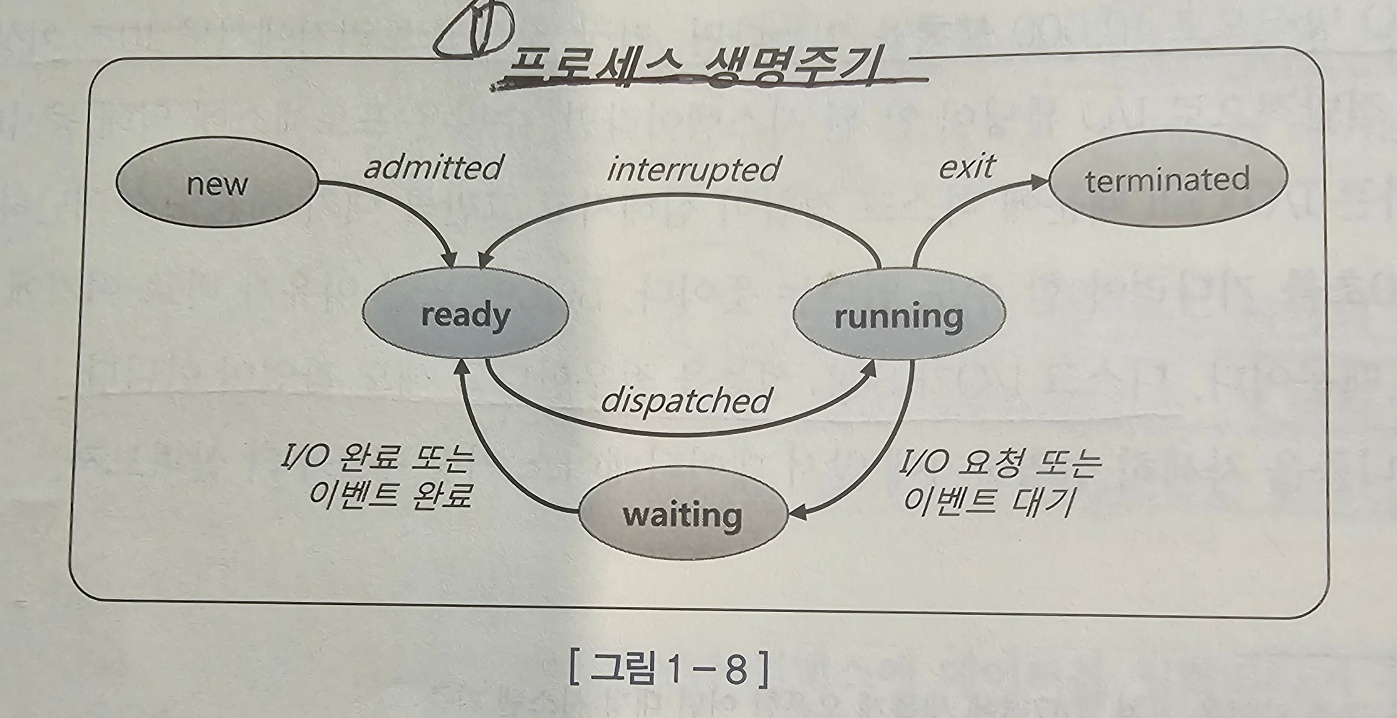 ①
프로세스 생명주기
new
admitted
interrupted
exit
terminated
ready
running
dispatched
I/O 완료 또는
이벤트 완료
waiting
I/O 요청 또는
이벤트 대기
[ 그림 1 – 8 ]